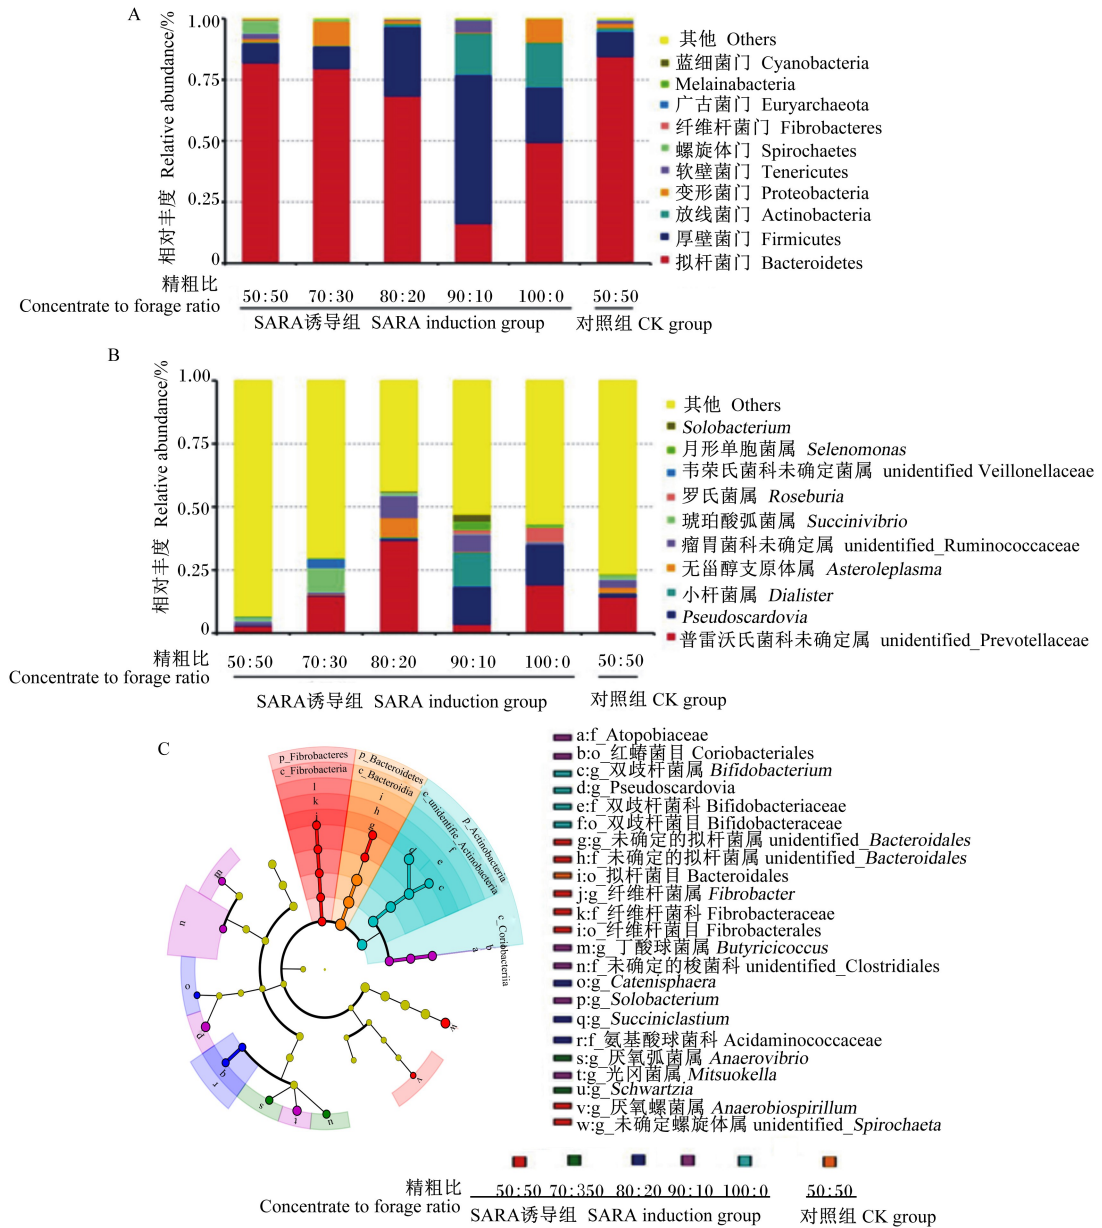 A
相对丰度 Relative abundance/%
1.00
0.75
0.50
0.25
0
其他 Others
蓝细菌门 Cyanobacteria
Melainabacteria
广古菌门 Euryarchaeota
纤维杆菌门 Fibrobacteres
螺旋体门 Spirochaetes
软壁菌门 Tenericutes
变形菌门 Proteobacteria
放线菌门 Actinobacteria
厚壁菌门 Firmicutes
拟杆菌门 Bacteroidetes
精粗比
Concentrate to forage ratio
50:50 70:30 80:20 90:10 100:0 50:50
SARA诱导组 SARA induction group 对照组 CK group
B
相对丰度 Relative abundance/%
1.00
0.75
0.50
0.25
0
其他 Others
Solobacterium
月形单胞菌属 Selenomonas
韦荣氏菌科未确定菌属 unidentified Veillonellaceae
罗氏菌属 Roseburia
琥珀酸弧菌属 Succinivibrio
瘤胃菌科未确定属 unidentified_Ruminococcaceae
无甾醇支原体属 Asteroleplasma
小杆菌属 Dialister
Pseudoscardovia
普雷沃氏菌科未确定属 unidentified_Prevotellaceae
精粗比
Concentrate to forage ratio
50:50 70:30 80:20 90:10 100:0 50:50
SARA诱导组 SARA induction group 对照组 CK group
C
p_Fibrobacteres
c_Fibrobacteria
l
k
j
p_Bacteroidetes
c_Bacteroidia
i
h
g
p_Actinobacteria
c_unidentifie_Actinobacteria
f
e
d
c
c_Coriobacteriia
b
a
m
n
o
p
q
r
s
t
u
v
w
a:f_Atopobiaceae
b:o_红蝽菌目 Coriobacteriales
c:g_双歧杆菌属 Bifidobacterium
d:g_Pseudoscardovia
e:f_双歧杆菌科 Bifidobacteriaceae
f:o_双歧杆菌目 Bifidobacteraceae
g:g_未确定的拟杆菌属 unidentified_Bacteroidales
h:f_未确定的拟杆菌属 unidentified_Bacteroidales
i:o_拟杆菌目 Bacteroidales
j:g_纤维杆菌属 Fibrobacter
k:f_纤维杆菌科 Fibrobacteraceae
i:o_纤维杆菌目 Fibrobacterales
m:g_丁酸球菌属 Butyricicoccus
n:f_未确定的梭菌科 unidentified_Clostridiales
o:g_Catenisphaera
p:g_Solobacterium
q:g_Succiniclastium
r:f_氨基酸球菌科 Acidaminococcaceae
s:g_厌氧弧菌属 Anaerovibrio
t:g_光冈菌属 Mitsuokella
u:g_Schwartzia
v:g_厌氧螺菌属 Anaerobiospirillum
w:g_未确定螺旋体属 unidentified_Spirochaeta
精粗比
Concentrate to forage ratio
50:50 70:350 80:20 90:10 100:0 50:50
SARA诱导组 SARA induction group 对照组 CK group